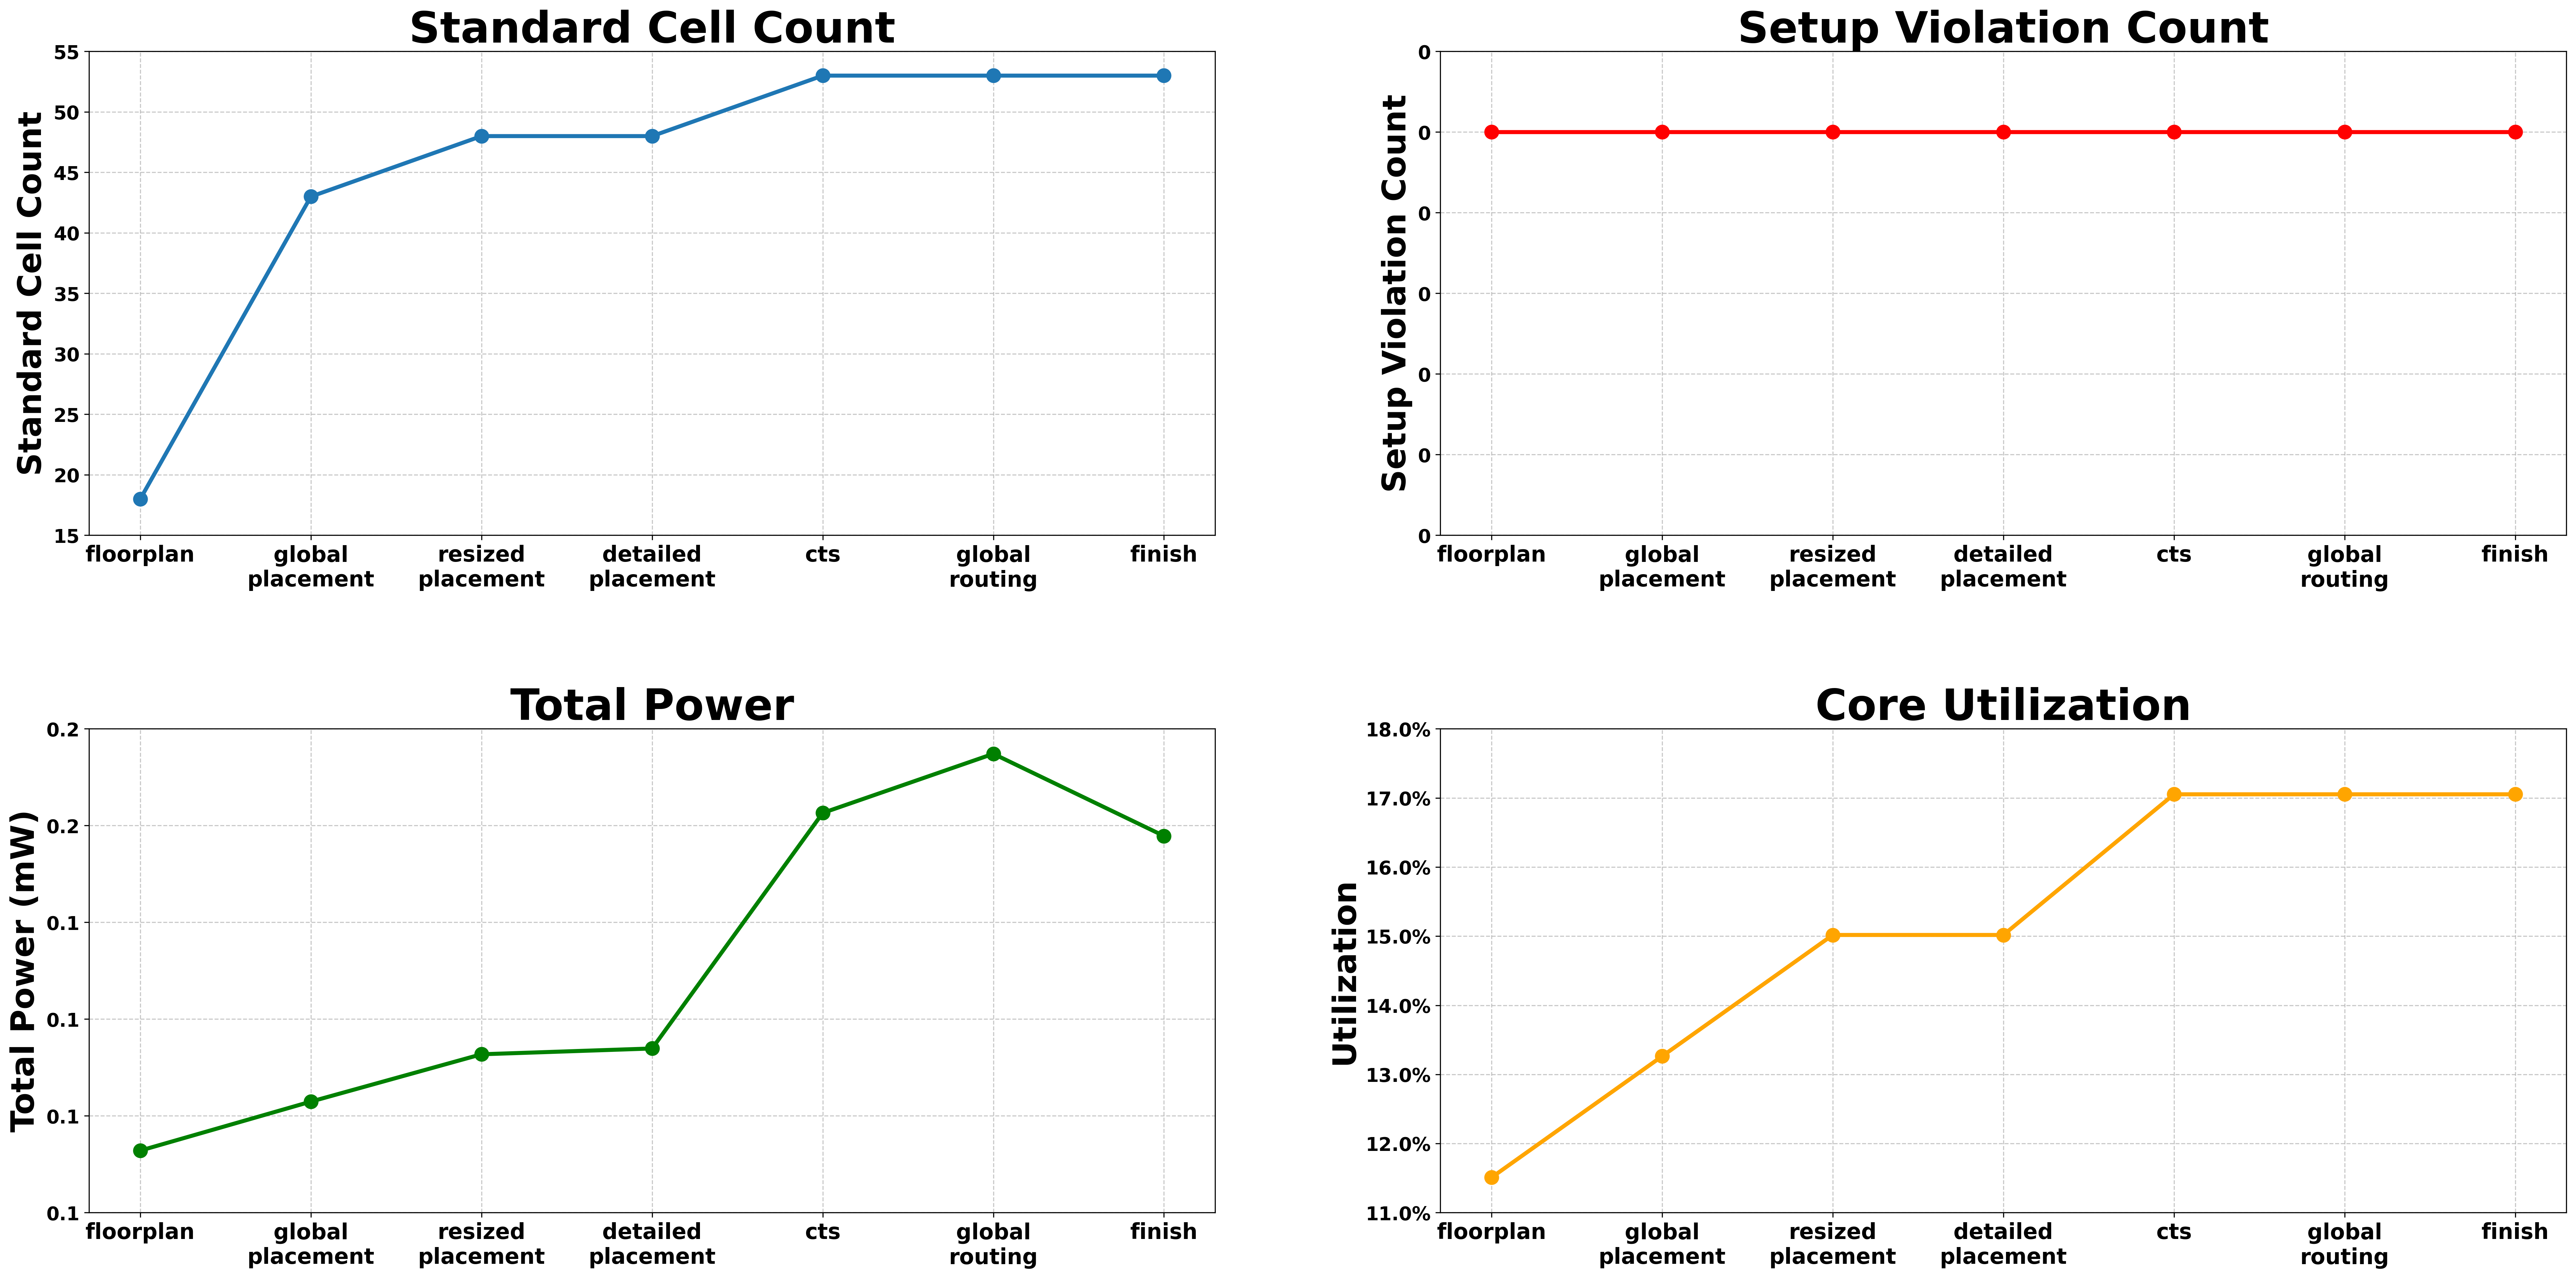 Standard Cell Count
Standard Cell Count
55
50
45
40
35
30
25
20
15
floorplan
global
placement
resized
placement
detailed
placement
cts
global
routing
finish
Setup Violation Count
Setup Violation Count
0
0
0
0
0
0
0
floorplan
global
placement
resized
placement
detailed
placement
cts
global
routing
finish
Total Power
Total Power (mW)
0.2
0.2
0.1
0.1
0.1
0.1
floorplan
global
placement
resized
placement
detailed
placement
cts
global
routing
finish
Core Utilization
Utilization
18.0%
17.0%
16.0%
15.0%
14.0%
13.0%
12.0%
11.0%
floorplan
global
placement
resized
placement
detailed
placement
cts
global
routing
finish